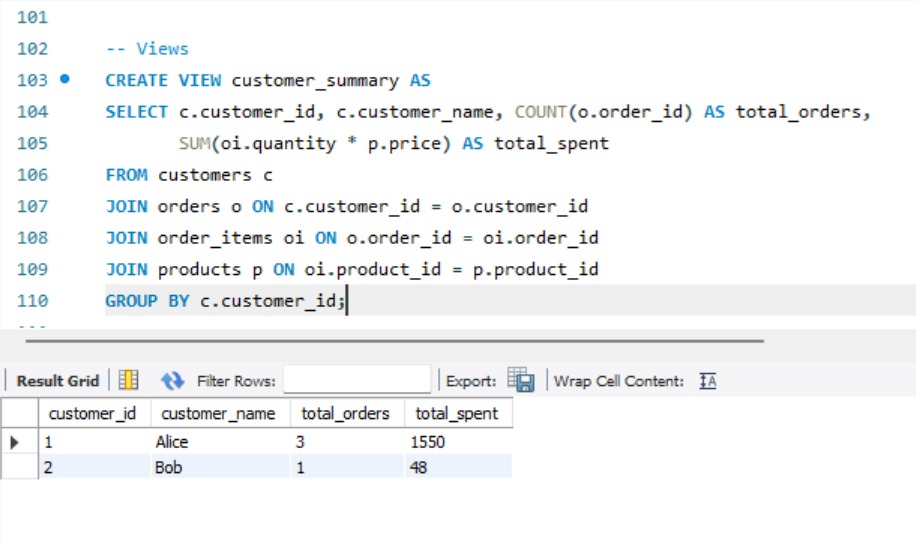 101
102 -- Views
103 CREATE VIEW customer_summary AS
104 SELECT c.customer_id, c.customer_name, COUNT(o.order_id) AS total_orders,
105 SUM(oi.quantity * p.price) AS total_spent
106 FROM customers c
107 JOIN orders o ON c.customer_id = o.customer_id
108 JOIN order_items oi ON o.order_id = oi.order_id
109 JOIN products p ON oi.product_id = p.product_id
110 GROUP BY c.customer_id;
Result Grid Filter Rows: Export: Wrap Cell Content: IA
customer_id customer_name total_orders total_spent
1 Alice 3 1550
2 Bob 1 48